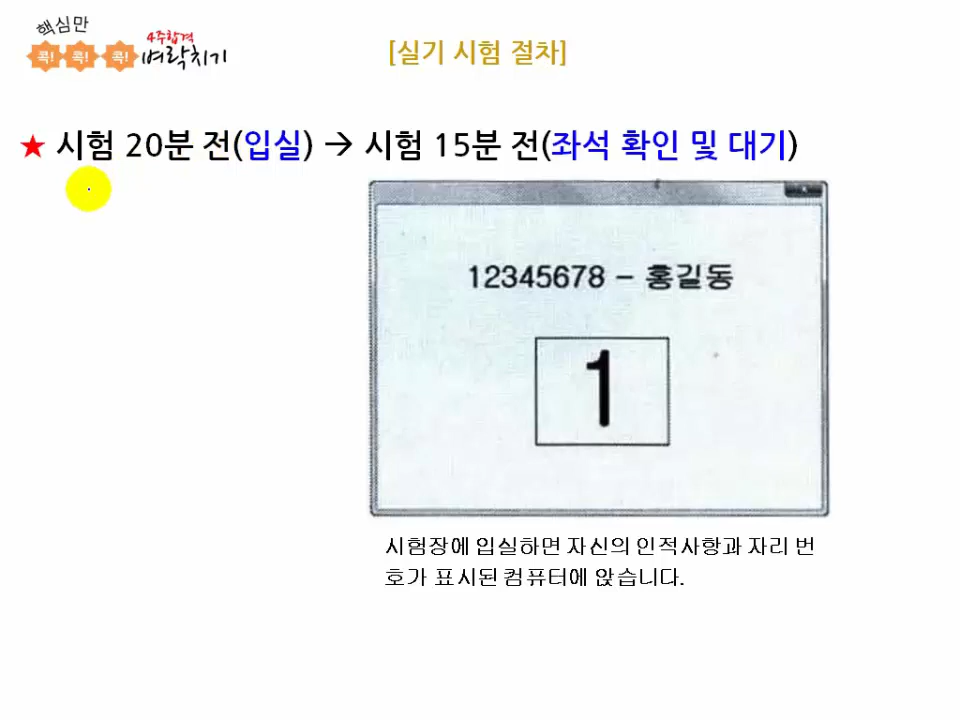 핵심만
콕! 콕! 콕! 4주합격 벼락치기
[실기 시험 절차]
★ 시험 20분 전(입실) → 시험 15분 전(좌석 확인 및 대기)
12345678 - 홍길동
1
시험장에 입실하면 자신의 인적사항과 자리 번
호가 표시된 컴퓨터에 앉습니다.